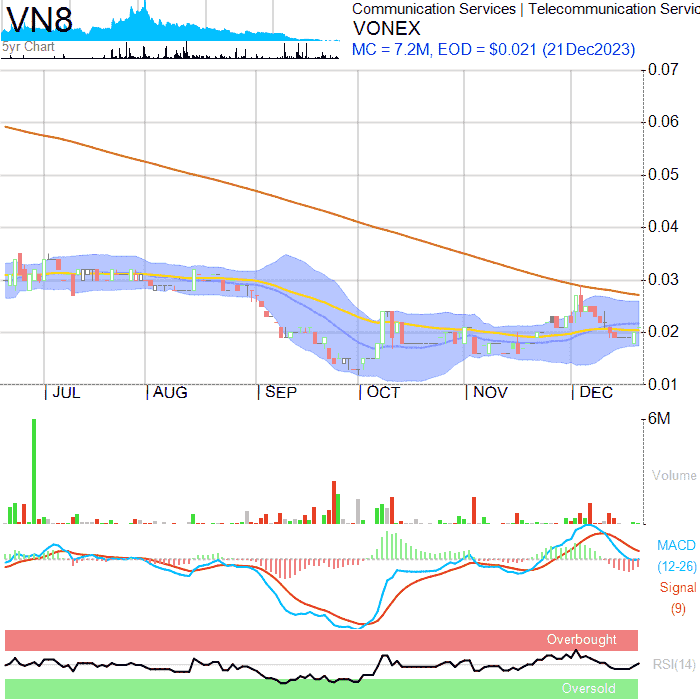 VN8
Communication Services | Telecommunication Servic
VONEX
5yr Chart
MC = 7.2M, EOD = $0.021 (21Dec2023)
0.07
0.06
0.05
0.04
0.03
0.02
0.01
JUL AUG SEP OCT NOV DEC
6M
Volume
MACD
(12-26)
Signal
(9)
Overbought
RSI(14)
Oversold